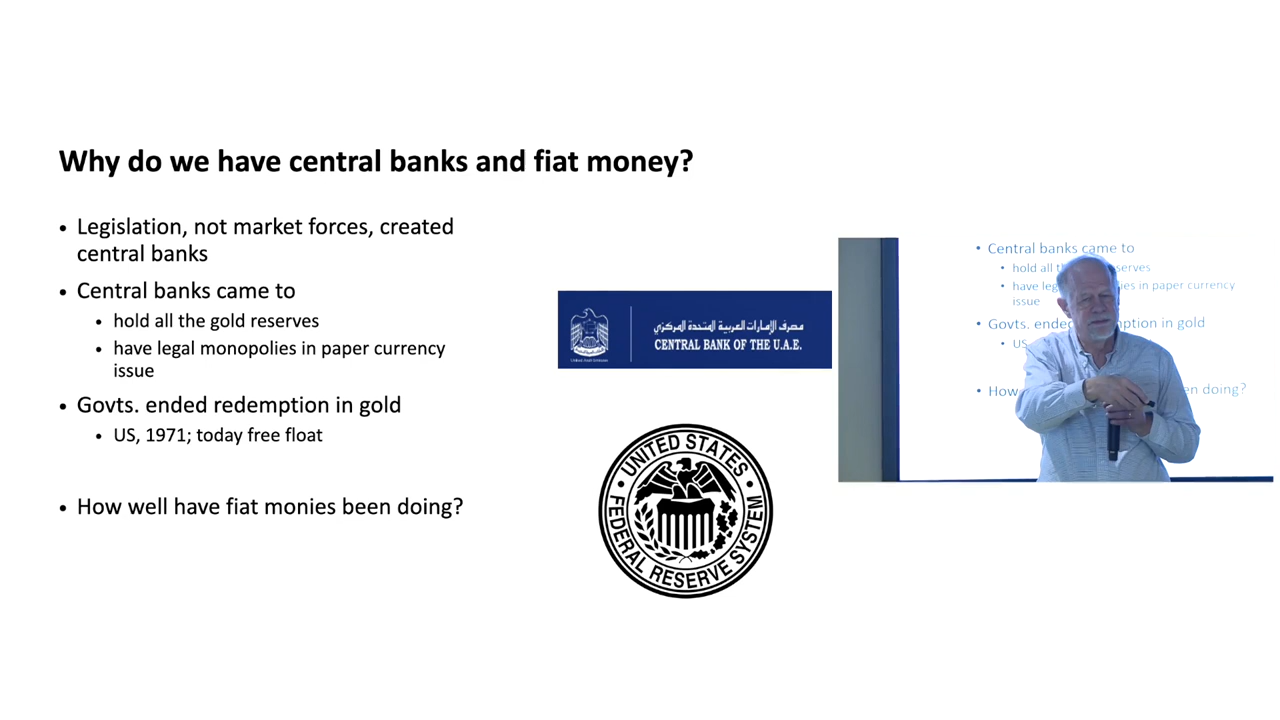 Why do we have central banks and fiat money?
• Legislation, not market forces, created
central banks
• Central banks came to
• hold all the gold reserves
• have legal monopolies in paper currency
issue
• Govts. ended redemption in gold
• US, 1971; today free float
• How well have fiat monies been doing?
مصرف الإمارات العربية المتحدة المركزي
CENTRAL BANK OF THE U.A.E.
UNITED STATES
FEDERAL RESERVE SYSTEM
• Central banks came to
• hold all serves
• have leg ies in paper currency
issue
• Govts. ended mption in gold
• US
• How en doing?